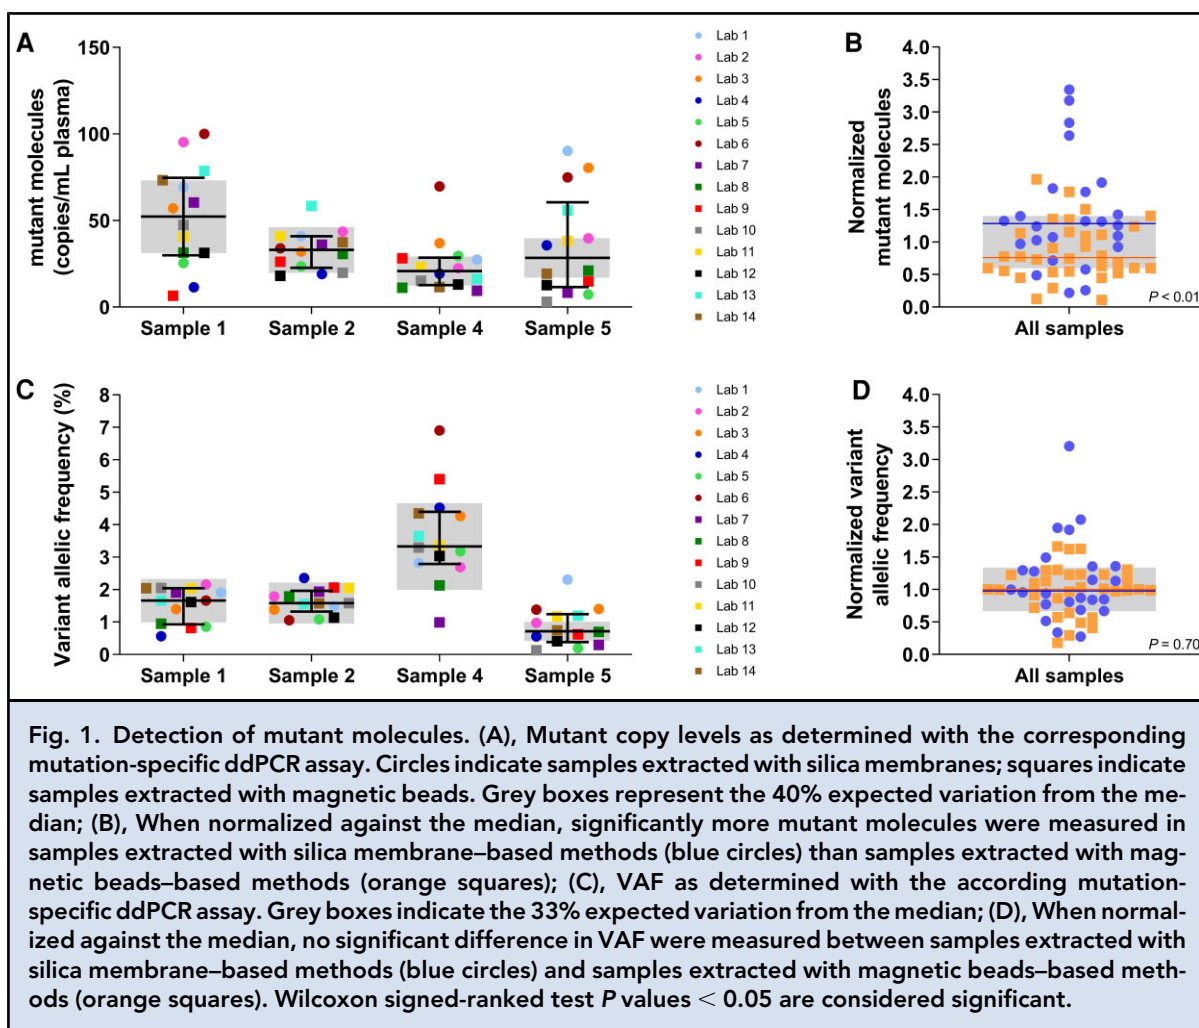 A
mutant molecules
(copies/mL plasma)
150
100
50
0
Sample 1 Sample 2 Sample 4 Sample 5
Lab 1
Lab 2
Lab 3
Lab 4
Lab 5
Lab 6
Lab 7
Lab 8
Lab 9
Lab 10
Lab 11
Lab 12
Lab 13
Lab 14
B
Normalized
mutant molecules
4.0
3.5
3.0
2.5
2.0
1.5
1.0
0.5
0.0
P < 0.01
All samples
C
Variant allelic frequency (%)
8
7
6
5
4
3
2
1
0
Sample 1 Sample 2 Sample 4 Sample 5
Lab 1
Lab 2
Lab 3
Lab 4
Lab 5
Lab 6
Lab 7
Lab 8
Lab 9
Lab 10
Lab 11
Lab 12
Lab 13
Lab 14
D
Normalized variant
allelic frequency
4.0
3.5
3.0
2.5
2.0
1.5
1.0
0.5
0.0
P = 0.70
All samples
Fig. 1. Detection of mutant molecules. (A), Mutant copy levels as determined with the corresponding
mutation-specific ddPCR assay. Circles indicate samples extracted with silica membranes; squares indicate
samples extracted with magnetic beads. Grey boxes represent the 40% expected variation from the me-
dian; (B), When normalized against the median, significantly more mutant molecules were measured in
samples extracted with silica membrane–based methods (blue circles) than samples extracted with mag-
netic beads–based methods (orange squares); (C), VAF as determined with the according mutation-
specific ddPCR assay. Grey boxes indicate the 33% expected variation from the median; (D), When normal-
ized against the median, no significant difference in VAF were measured between samples extracted with
silica membrane–based methods (blue circles) and samples extracted with magnetic beads–based meth-
ods (orange squares). Wilcoxon signed-ranked test P values < 0.05 are considered significant.